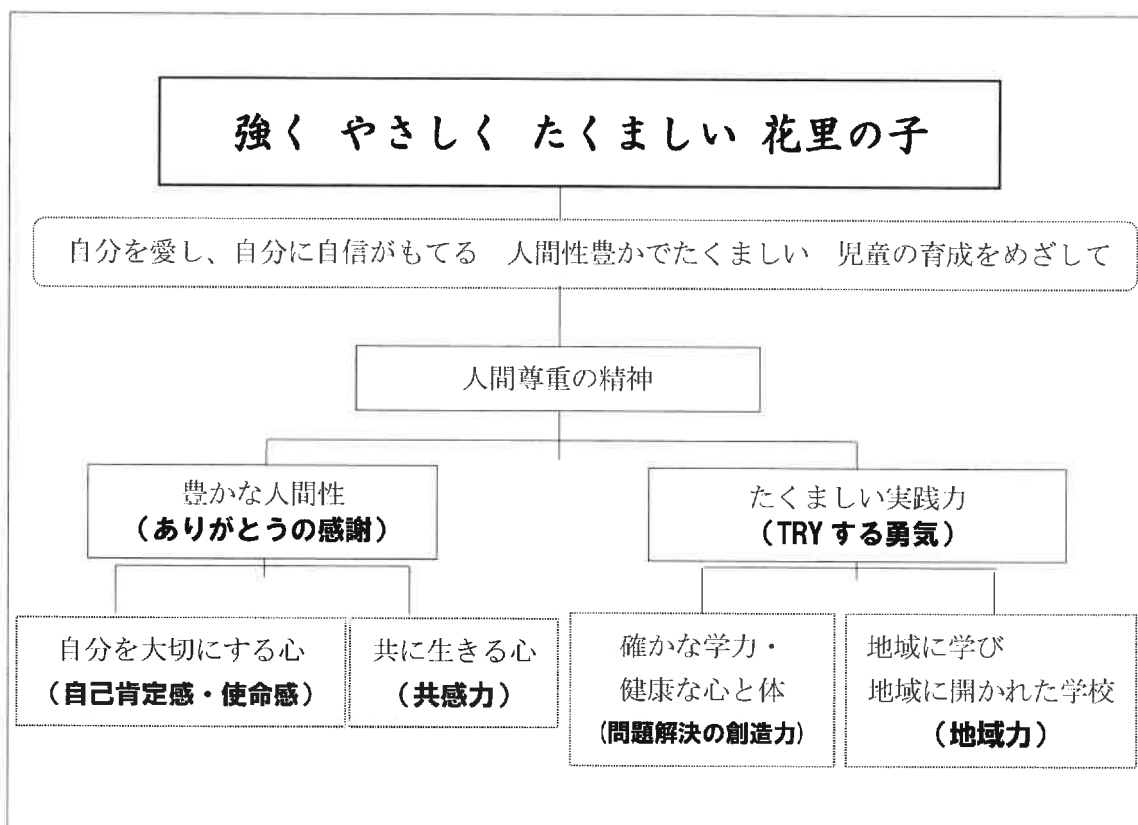 強く やさしく たくましい 花里の子
自分を愛し、自分に自信がもてる 人間性豊かでたくましい 児童の育成をめざして
人間尊重の精神
豊かな人間性
（ありがとうの感謝）
たくましい実践力
（TRY する勇気）
自分を大切にする心
（自己肯定感・使命感）
共に生きる心
（共感力）
確かな学力・
健康な心と体
(問題解決の創造力)
地域に学び
地域に開かれた学校
（地域力）